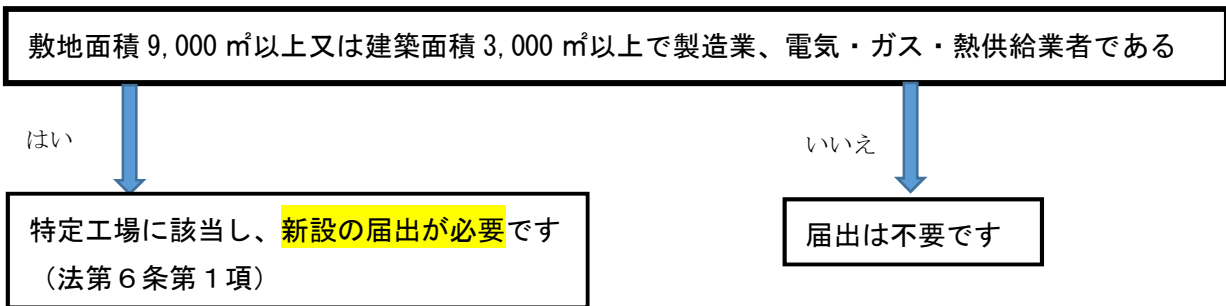 敷地面積 9,000 ㎡以上又は建築面積 3,000 ㎡以上で製造業、電気・ガス・熱供給業者である
はい
いいえ
特定工場に該当し、新設の届出が必要です
（法第６条第１項）
届出は不要です